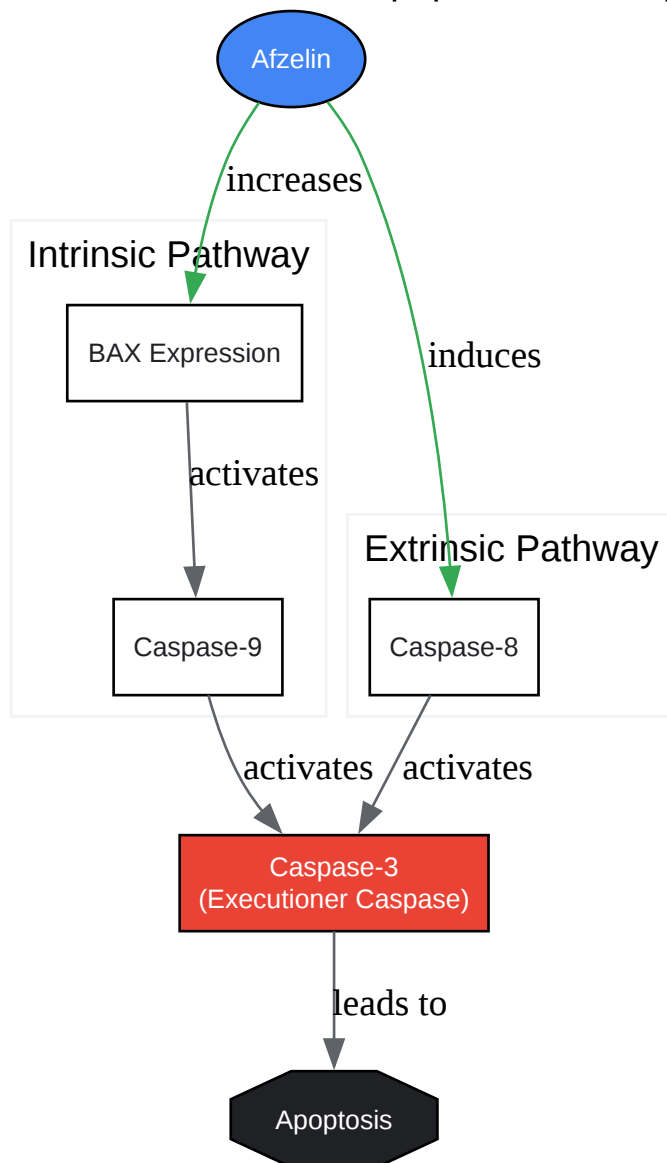 Afzelin
increases
Intrinsic Pathway
BAX Expression
induces
activates
Extrinsic Pathway
Caspase-9
Caspase-8
activates
activates
Caspase-3
(Executioner Caspase)
leads to
Apoptosis